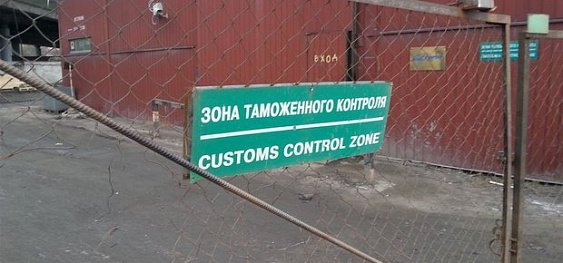 ВХОД
ЗОНА ТАМОЖЕННОГО КОНТРОЛЯ
CUSTOMS CONTROL ZONE